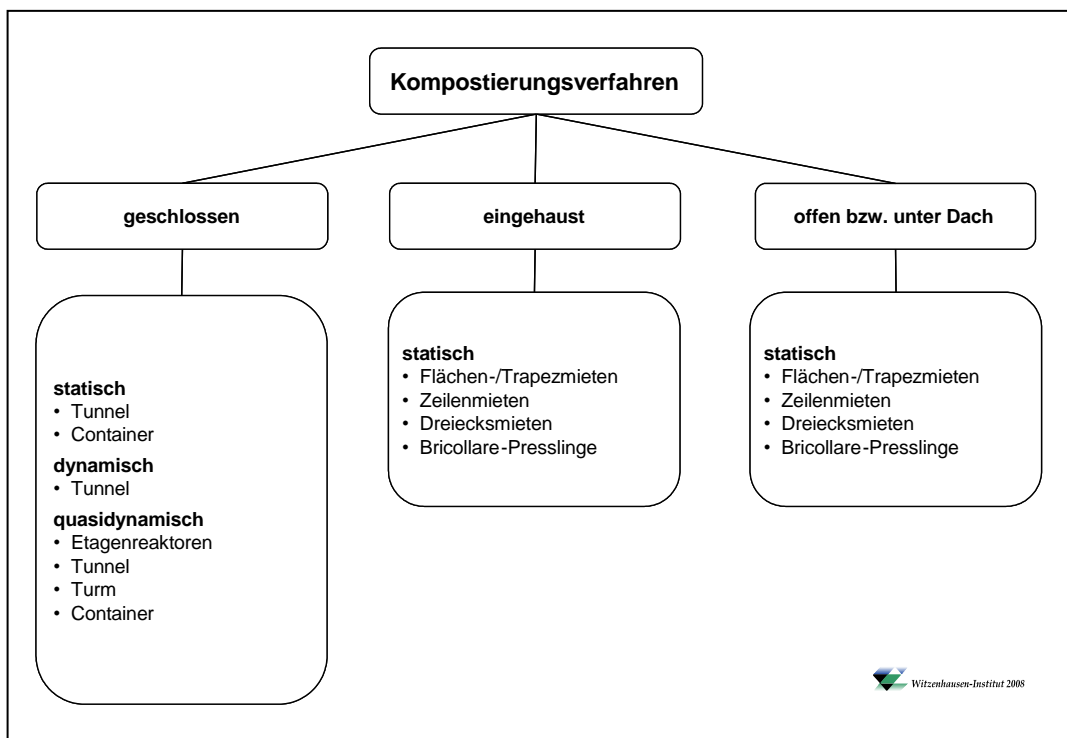 Kompostierungsverfahren
geschlossen
eingehaust
offen bzw. unter Dach
statisch
• Tunnel
• Container
dynamisch
• Tunnel
quasidynamisch
• Etagenreaktoren
• Tunnel
• Turm
• Container
statisch
• Flächen-/Trapezmieten
• Zeilenmieten
• Dreiecksmieten
• Bricollare-Presslinge
statisch
• Flächen-/Trapezmieten
• Zeilenmieten
• Dreiecksmieten
• Bricollare-Presslinge
Witzenhausen-Institut 2008